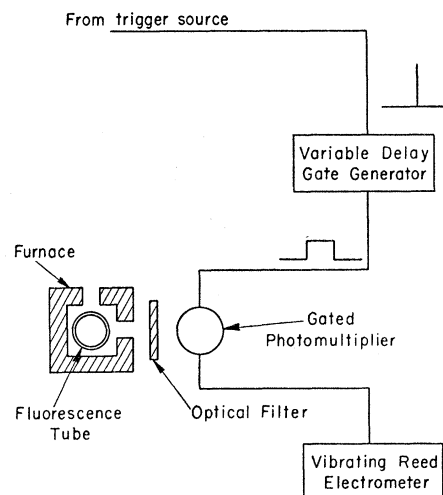 From trigger source
Variable Delay
Gate Generator
Furnace
Gated
Photomultiplier
Fluorescence
Tube
Optical Filter
Vibrating Reed
Electrometer